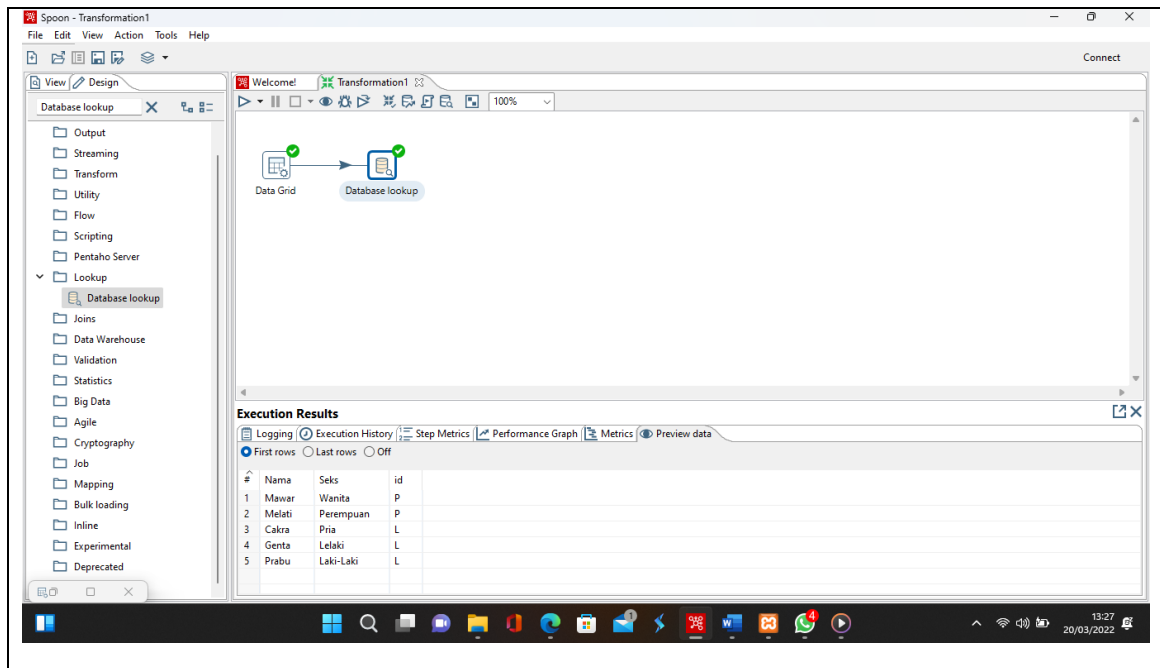 Spoon - Transformation1
File Edit View Action Tools Help
Connect
View Design
Database lookup
Output
Streaming
Transform
Utility
Flow
Scripting
Pentaho Server
Lookup
Database lookup
Joins
Data Warehouse
Validation
Statistics
Big Data
Agile
Cryptography
Job
Mapping
Bulk loading
Inline
Experimental
Deprecated
Welcome! Transformation1
100%
Data Grid Database lookup
Execution Results
Logging Execution History Step Metrics Performance Graph Metrics Preview data
First rows Last rows Off
# Nama Seks id
1 Mawar Wanita P
2 Melati Perempuan P
3 Cakra Pria L
4 Genta Lelaki L
5 Prabu Laki-Laki L
1
4
13:27
20/03/2022